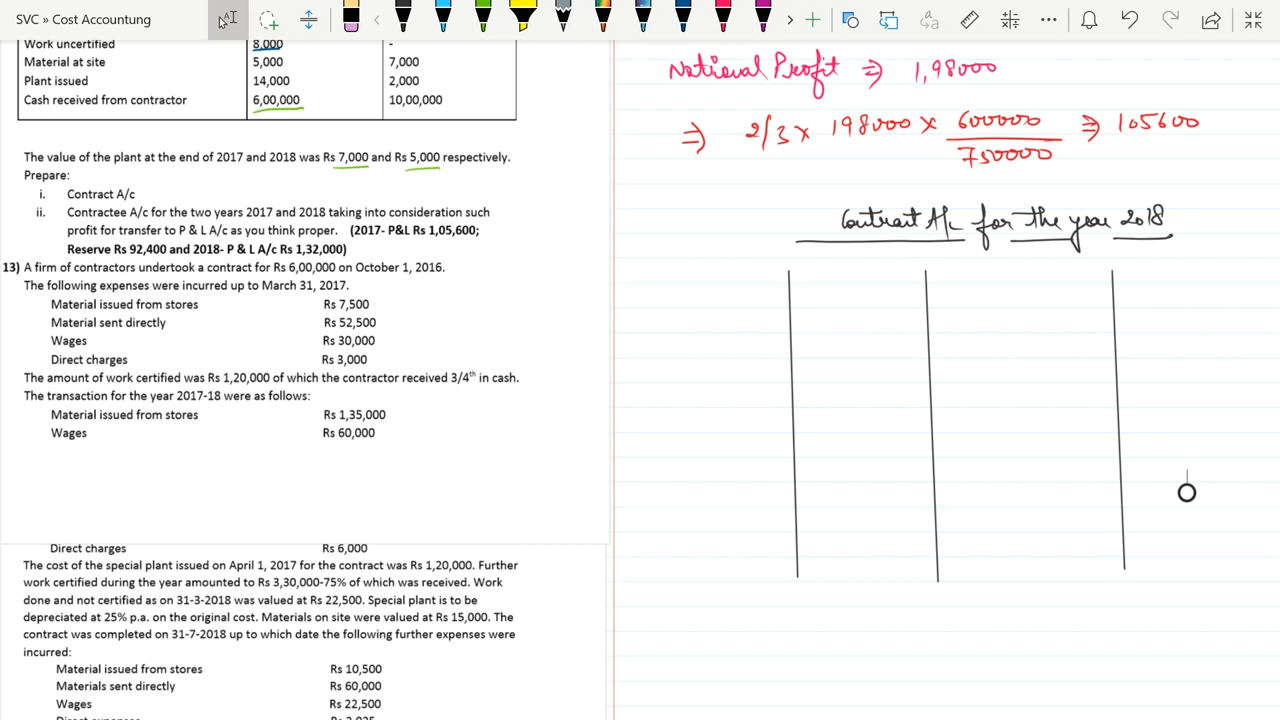 SVC » Cost Accountung
Work uncertified 8,000 -
Material at site 5,000 7,000
Plant issued 14,000 2,000
Cash received from contractor 6,00,000 10,00,000
The value of the plant at the end of 2017 and 2018 was Rs 7,000 and Rs 5,000 respectively.
Prepare:
i. Contract A/c
ii. Contractee A/c for the two years 2017 and 2018 taking into consideration such
profit for transfer to P & L A/c as you think proper. (2017- P&L Rs 1,05,600;
Reserve Rs 92,400 and 2018- P & L A/c Rs 1,32,000)
13) A firm of contractors undertook a contract for Rs 6,00,000 on October 1, 2016.
The following expenses were incurred up to March 31, 2017.
Material issued from stores Rs 7,500
Material sent directly Rs 52,500
Wages Rs 30,000
Direct charges Rs 3,000
The amount of work certified was Rs 1,20,000 of which the contractor received 3/4th in cash.
The transaction for the year 2017-18 were as follows:
Material issued from stores Rs 1,35,000
Wages Rs 60,000
Direct charges Rs 6,000
The cost of the special plant issued on April 1, 2017 for the contract was Rs 1,20,000. Further
work certified during the year amounted to Rs 3,30,000-75% of which was received. Work
done and not certified as on 31-3-2018 was valued at Rs 22,500. Special plant is to be
depreciated at 25% p.a. on the original cost. Materials on site were valued at Rs 15,000. The
contract was completed on 31-7-2018 up to which date the following further expenses were
incurred:
Material issued from stores Rs 10,500
Materials sent directly Rs 60,000
Wages Rs 22,500
Notional Profit ⇒ 1,98000
⇒ 2/3 × 198000 × 600000 ⇒ 105600
750000
Contract A/c for the year 2018